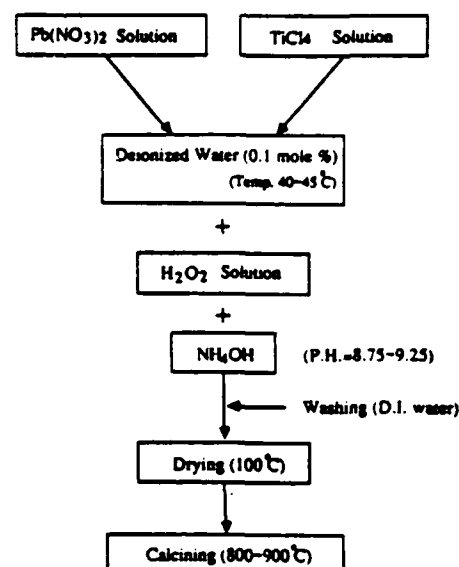 Pb(NO3)2 Solution
TiCl4 Solution
Deionized Water (0.1 mole %)
(Temp. 40~45°C)
+
H2O2 Solution
+
NH4OH (P.H.=8.75~9.25)
Washing (D.I. water)
Drying (100°C)
Calcining (800~900°C)